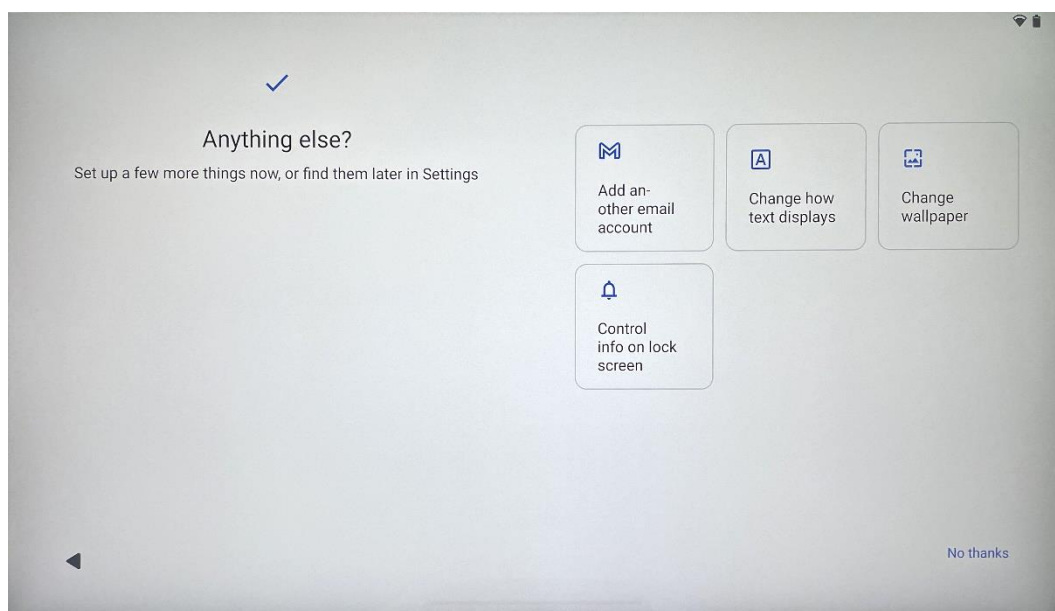 Anything else?
Set up a few more things now, or find them later in Settings
Add an-
other email
account
Change how
text displays
Change
wallpaper
Control
info on lock
screen
No thanks